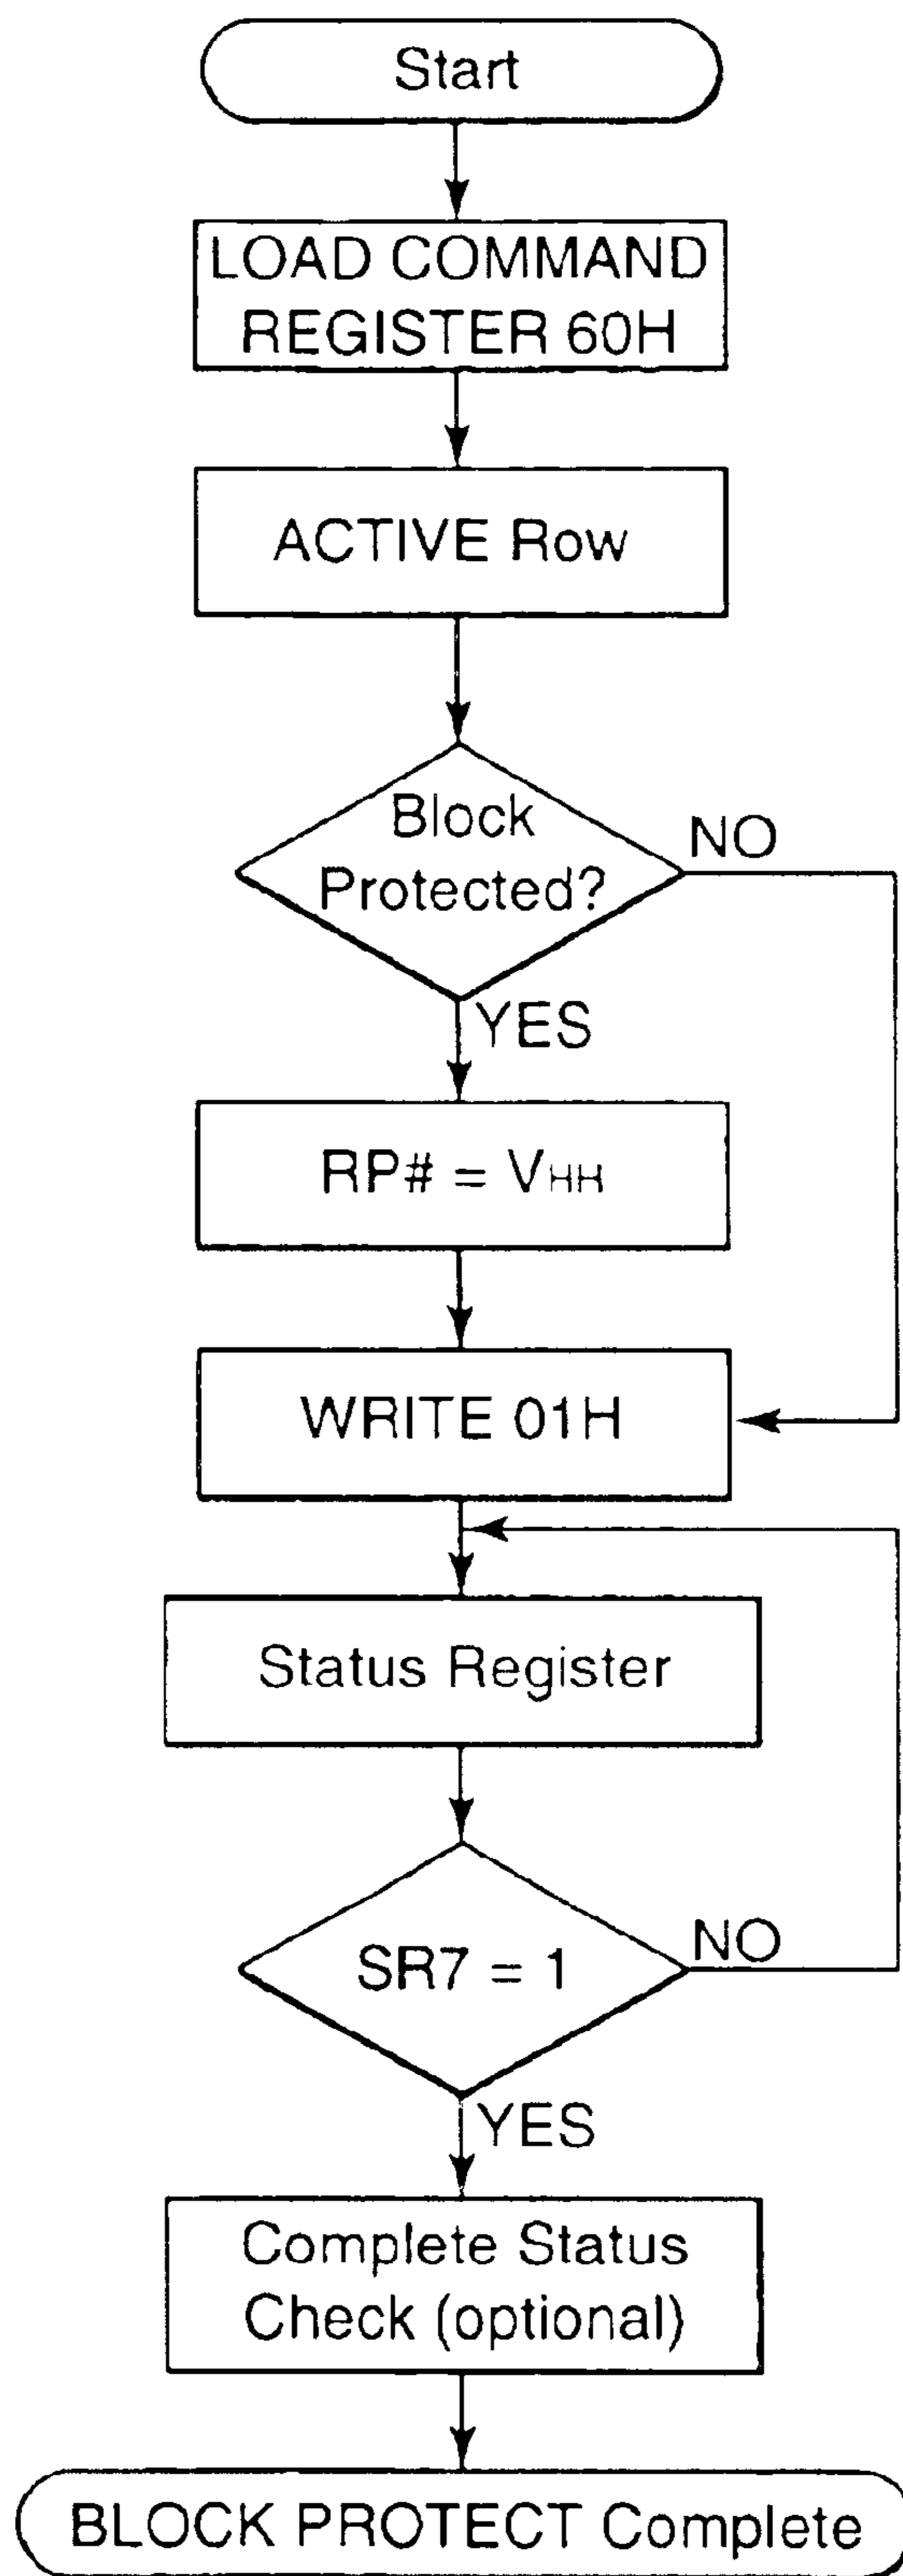 Start
LOAD COMMAND
REGISTER 60H
ACTIVE Row
Block
Protected?
NO
YES
RP# = VHH
WRITE 01H
Status Register
SR7 = 1
NO
YES
Complete Status
Check (optional)
BLOCK PROTECT Complete